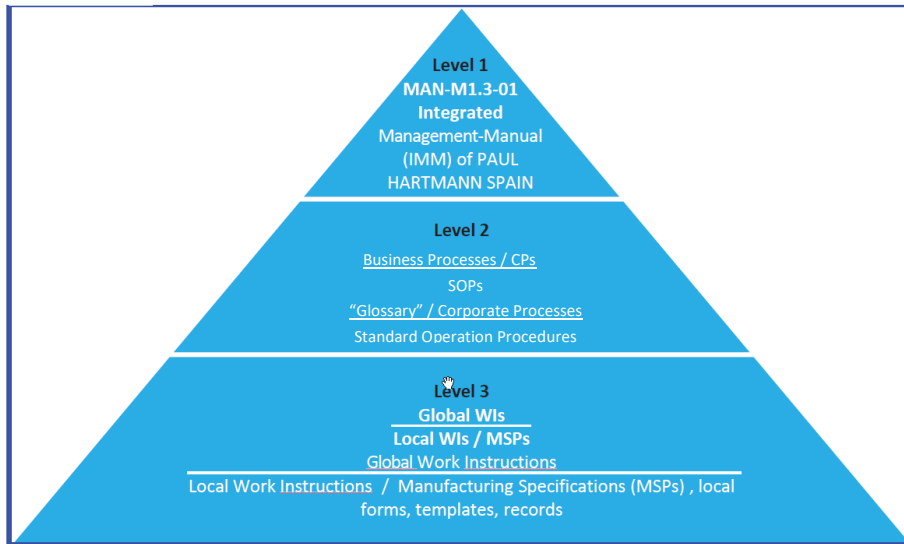 Level 1
MAN-M1.3-01
Integrated
Management-Manual
(IMM) of PAUL
HARTMANN SPAIN
Level 2
Business Processes / CPs
SOPs
“Glossary” / Corporate Processes
Standard Operation Procedures
Level 3
Global WIs
Local WIs / MSPs
Global Work Instructions
Local Work Instructions / Manufacturing Specifications (MSPs) , local
forms, templates, records